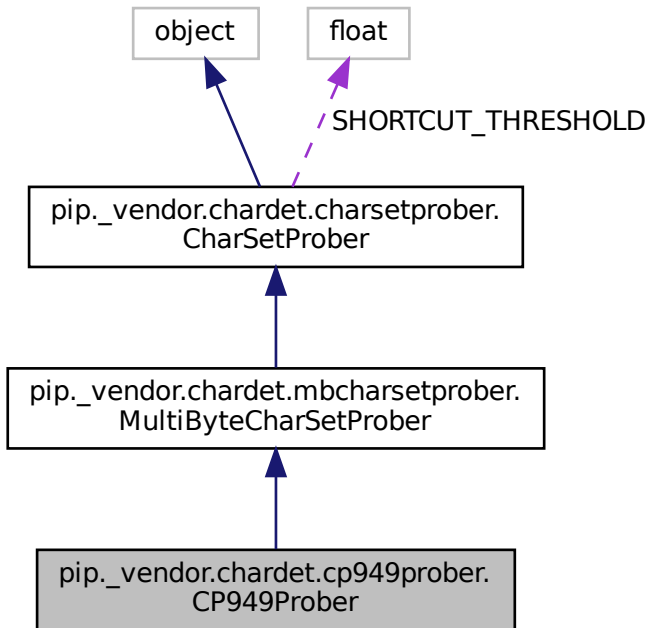 object
float
SHORTCUT_THRESHOLD
pip._vendor.chardet.charsetprober.
CharSetProber
pip._vendor.chardet.mbcharsetprober.
MultiByteCharSetProber
pip._vendor.chardet.cp949prober.
CP949Prober